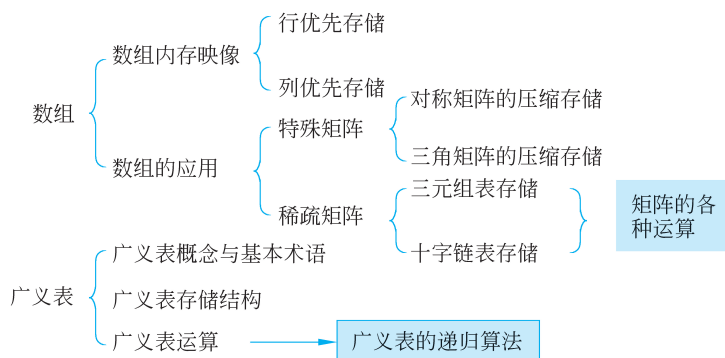 行优先存储
数组内存映像
列优先存储
数组
对称矩阵的压缩存储
特殊矩阵
数组的应用
三角矩阵的压缩存储
三元组表存储
稀疏矩阵
矩阵的各
种运算
十字链表存储
广义表概念与基本术语
广义表
广义表存储结构
广义表运算
广义表的递归算法